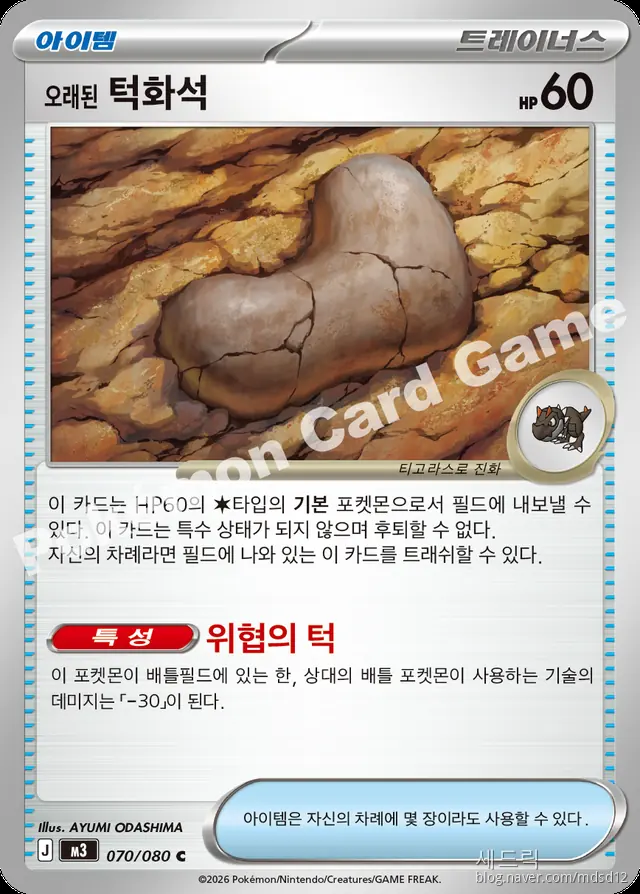 아이템
트레이너스
오래된 턱화석
HP 60
티고라스로 진화
이 카드는 HP60의 타입의 기본 포켓몬으로서 필드에 내보낼 수
있다. 이 카드는 특수 상태가 되지 않으며 후퇴할 수 없다.
자신의 차례라면 필드에 나와 있는 이 카드를 트래쉬할 수 있다.
특성 위협의 턱
이 포켓몬이 배틀필드에 있는 한, 상대의 배틀 포켓몬이 사용하는 기술의
데미지는 「-30」이 된다.
Pokémon Card Game
Illus. AYUMI ODASHIMA
아이템은 자신의 차례에 몇 장이라도 사용할 수 있다.
J M3 070/080 C
©2026 Pokémon/Nintendo/Creatures/GAME FREAK.
세드릭
blog.naver.com/mdsd12